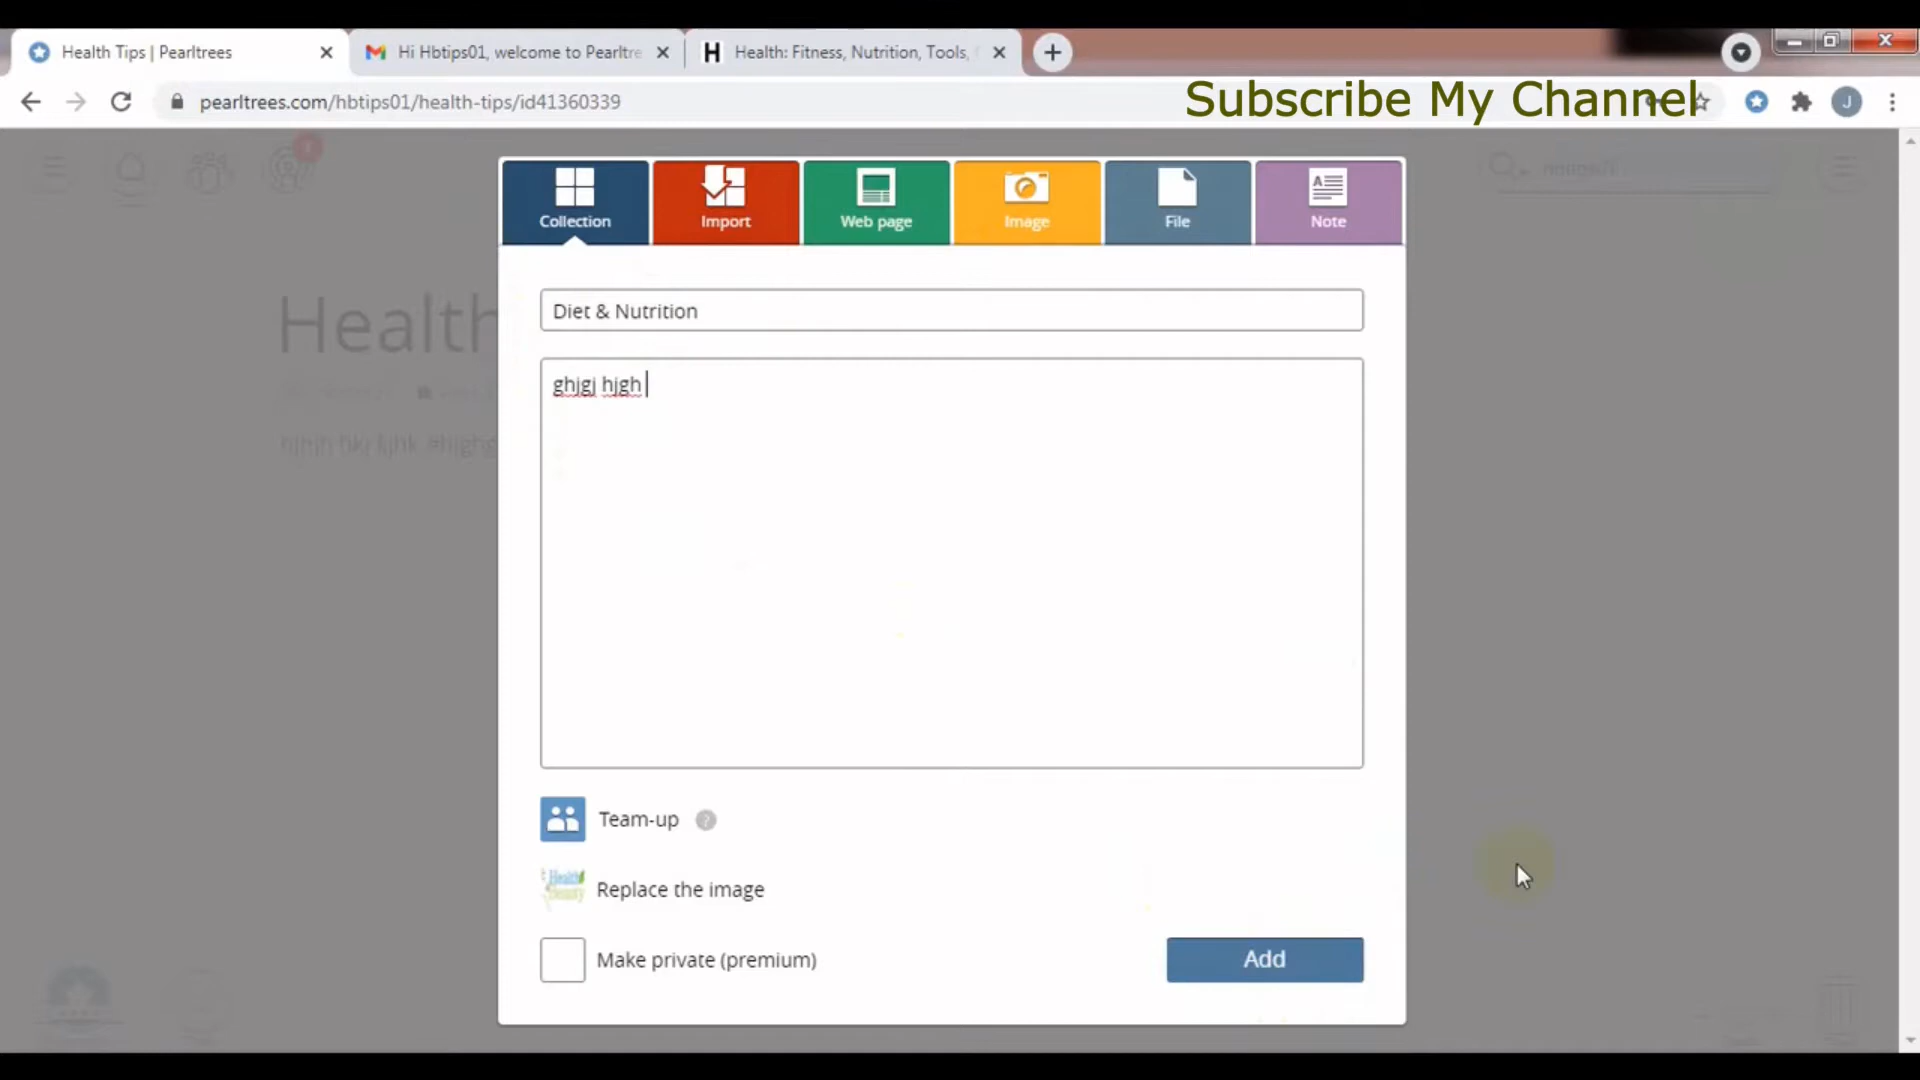 Health Tips | Pearltrees
Hi Hbtips01, welcome to Pearltre
Health: Fitness, Nutrition, Tools,
pearltrees.com/hbtips01/health-tips/id41360339
Subscribe My Channel
J
Collection
Import
Web page
Image
File
Note
Health
Diet & Nutrition
ghjgj hjgh
Team-up
?
Health
Beauty
Replace the image
Make private (premium)
Add